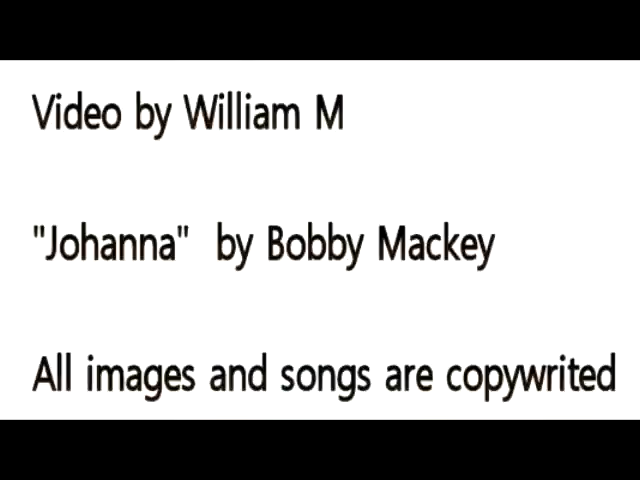 Video by William M
"Johanna"  by Bobby Mackey
All images and songs are copywrited